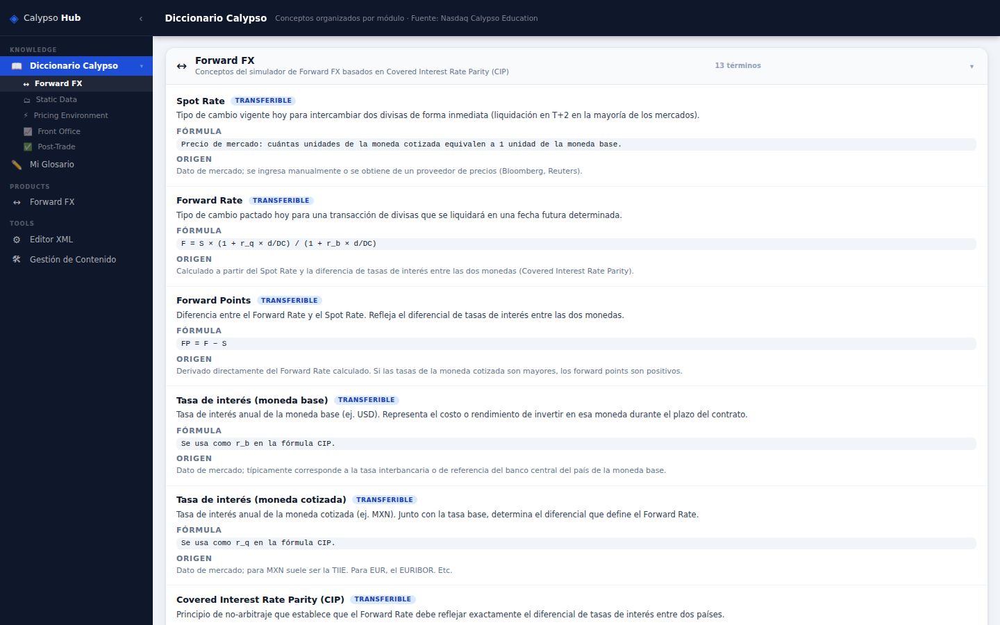 Calypso Hub
KNOWLEDGE
Diccionario Calypso
Forward FX
Static Data
Pricing Environment
Front Office
Post-Trade
Mi Glosario
PRODUCTS
Forward FX
TOOLS
Editor XML
Gestión de Contenido
Diccionario Calypso Conceptos organizados por módulo · Fuente: Nasdaq Calypso Education
Forward FX
Conceptos del simulador de Forward FX basados en Covered Interest Rate Parity (CIP)
13 términos
Spot Rate TRANSFERIBLE
Tipo de cambio vigente hoy para intercambiar dos divisas de forma inmediata (liquidación en T+2 en la mayoría de los mercados).
FÓRMULA
Precio de mercado: cuántas unidades de la moneda cotizada equivalen a 1 unidad de la moneda base.
ORIGEN
Dato de mercado; se ingresa manualmente o se obtiene de un proveedor de precios (Bloomberg, Reuters).
Forward Rate TRANSFERIBLE
Tipo de cambio pactado hoy para una transacción de divisas que se liquidará en una fecha futura determinada.
FÓRMULA
F = S × (1 + r_q × d/DC) / (1 + r_b × d/DC)
ORIGEN
Calculado a partir del Spot Rate y la diferencia de tasas de interés entre las dos monedas (Covered Interest Rate Parity).
Forward Points TRANSFERIBLE
Diferencia entre el Forward Rate y el Spot Rate. Refleja el diferencial de tasas de interés entre las dos monedas.
FÓRMULA
FP = F − S
ORIGEN
Derivado directamente del Forward Rate calculado. Si las tasas de la moneda cotizada son mayores, los forward points son positivos.
Tasa de interés (moneda base) TRANSFERIBLE
Tasa de interés anual de la moneda base (ej. USD). Representa el costo o rendimiento de invertir en esa moneda durante el plazo del contrato.
FÓRMULA
Se usa como r_b en la fórmula CIP.
ORIGEN
Dato de mercado; típicamente corresponde a la tasa interbancaria o de referencia del banco central del país de la moneda base.
Tasa de interés (moneda cotizada) TRANSFERIBLE
Tasa de interés anual de la moneda cotizada (ej. MXN). Junto con la tasa base, determina el diferencial que define el Forward Rate.
FÓRMULA
Se usa como r_q en la fórmula CIP.
ORIGEN
Dato de mercado; para MXN suele ser la TIIE. Para EUR, el EURIBOR. Etc.
Covered Interest Rate Parity (CIP) TRANSFERIBLE
Principio de no-arbitraje que establece que el Forward Rate debe reflejar exactamente el diferencial de tasas de interés entre dos países.